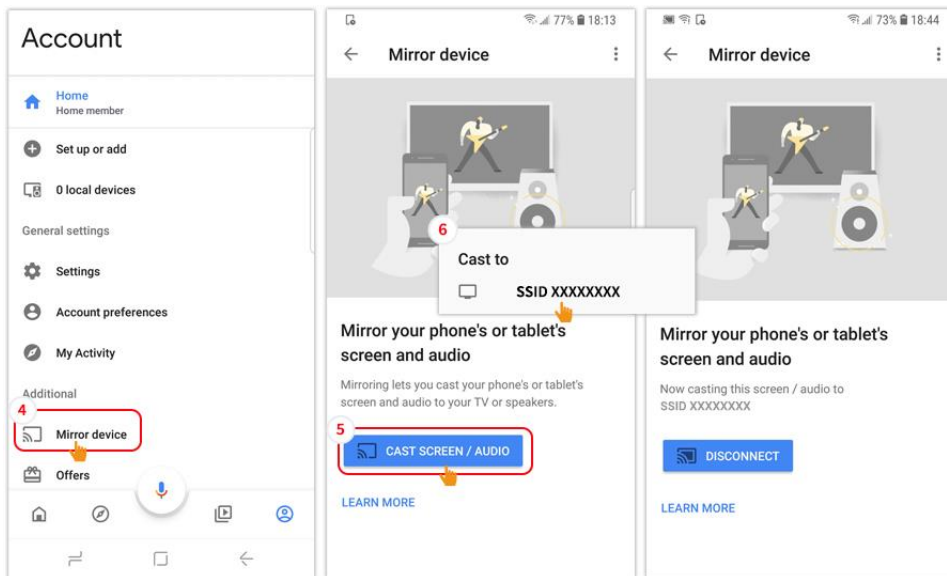 Account
Home
Home member
Set up or add
0 local devices
General settings
Settings
Account preferences
My Activity
Additional
4
Mirror device
Offers
77% 18:13
Mirror device
6
Cast to
SSID XXXXXXXX
Mirror your phone's or tablet's
screen and audio
Mirroring lets you cast your phone's or tablet's
screen and audio to your TV or speakers.
5
CAST SCREEN / AUDIO
LEARN MORE
73% 18:44
Mirror device
Mirror your phone's or tablet's
screen and audio
Now casting this screen / audio to
SSID XXXXXXXX
DISCONNECT
LEARN MORE